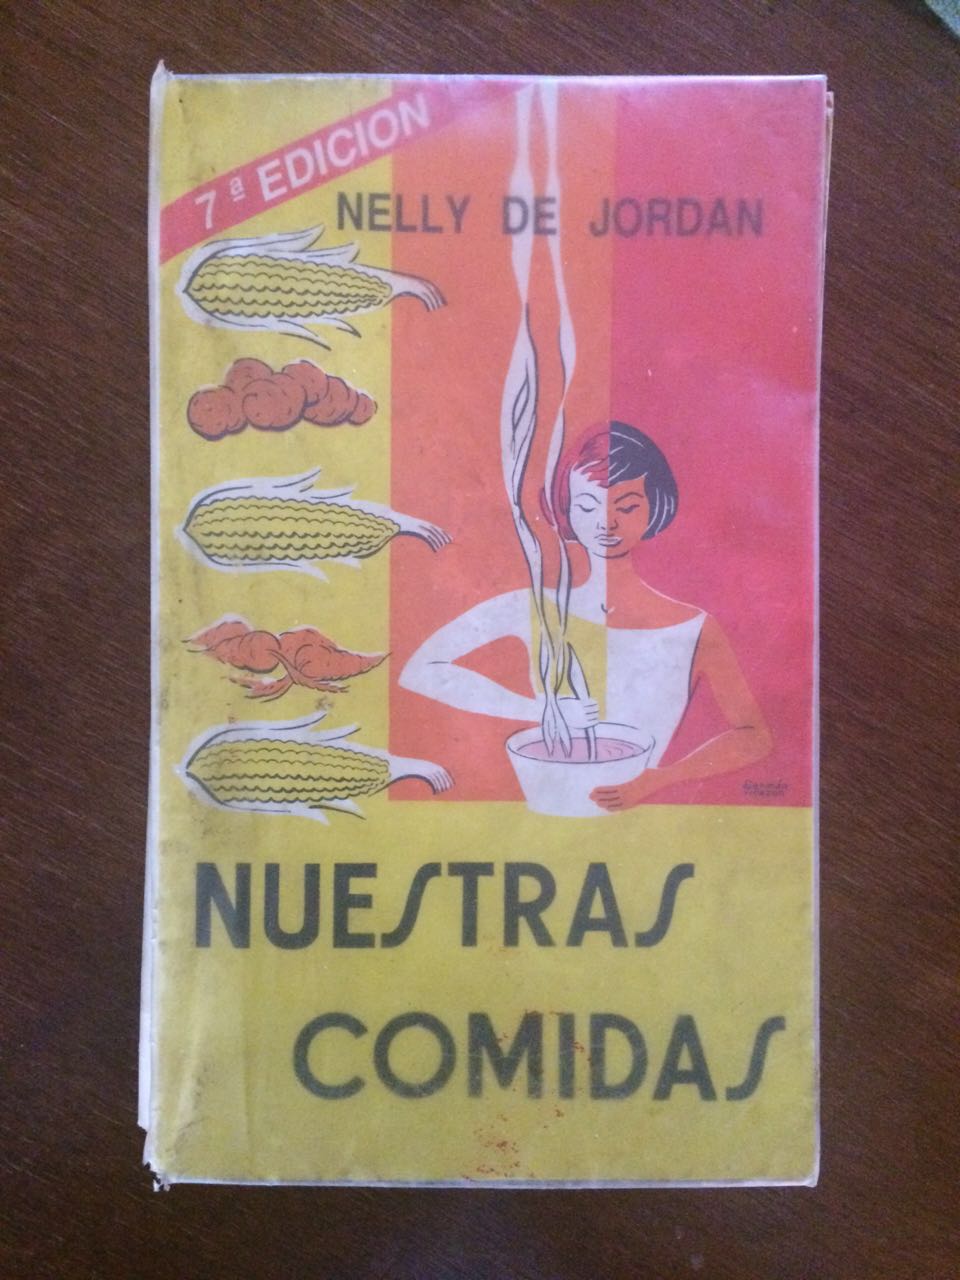 7ª EDICION
NELLY DE JORDAN
NUESTRAS
COMIDAS